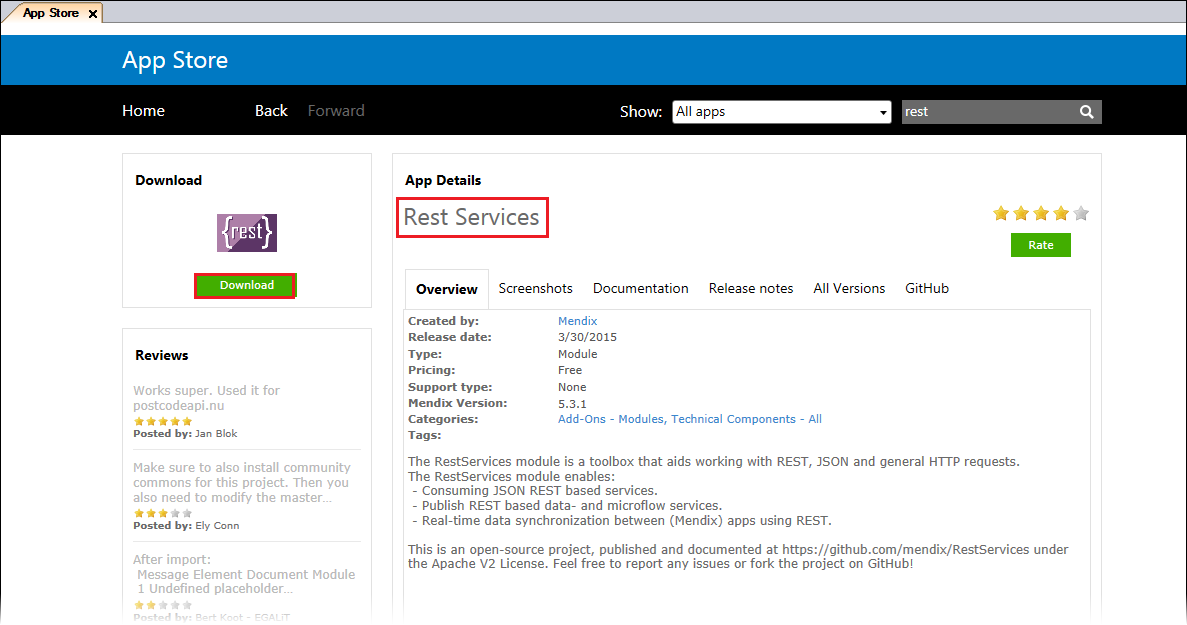 App Store
App Store
Home Back Forward Show: All apps rest
Download
{rest}
Download
Reviews
Works super. Used it for
postcodeapi.nu
Posted by: Jan Blok
Make sure to also install community
commons for this project. Then you
also need to modify the master...
Posted by: Ely Conn
After import:
Message Element Document Module
1 Undefined placeholder...
Posted by: Bert Koot - EGALiT
App Details
Rest Services
Rate
Overview Screenshots Documentation Release notes All Versions GitHub
Created by: Mendix
Release date: 3/30/2015
Type: Module
Pricing: Free
Support type: None
Mendix Version: 5.3.1
Categories: Add-Ons - Modules, Technical Components - All
Tags:
The RestServices module is a toolbox that aids working with REST, JSON and general HTTP requests.
The RestServices module enables:
- Consuming JSON REST based services.
- Publish REST based data- and microflow services.
- Real-time data synchronization between (Mendix) apps using REST.
This is an open-source project, published and documented at https://github.com/mendix/RestServices under
the Apache V2 License. Feel free to report any issues or fork the project on GitHub!